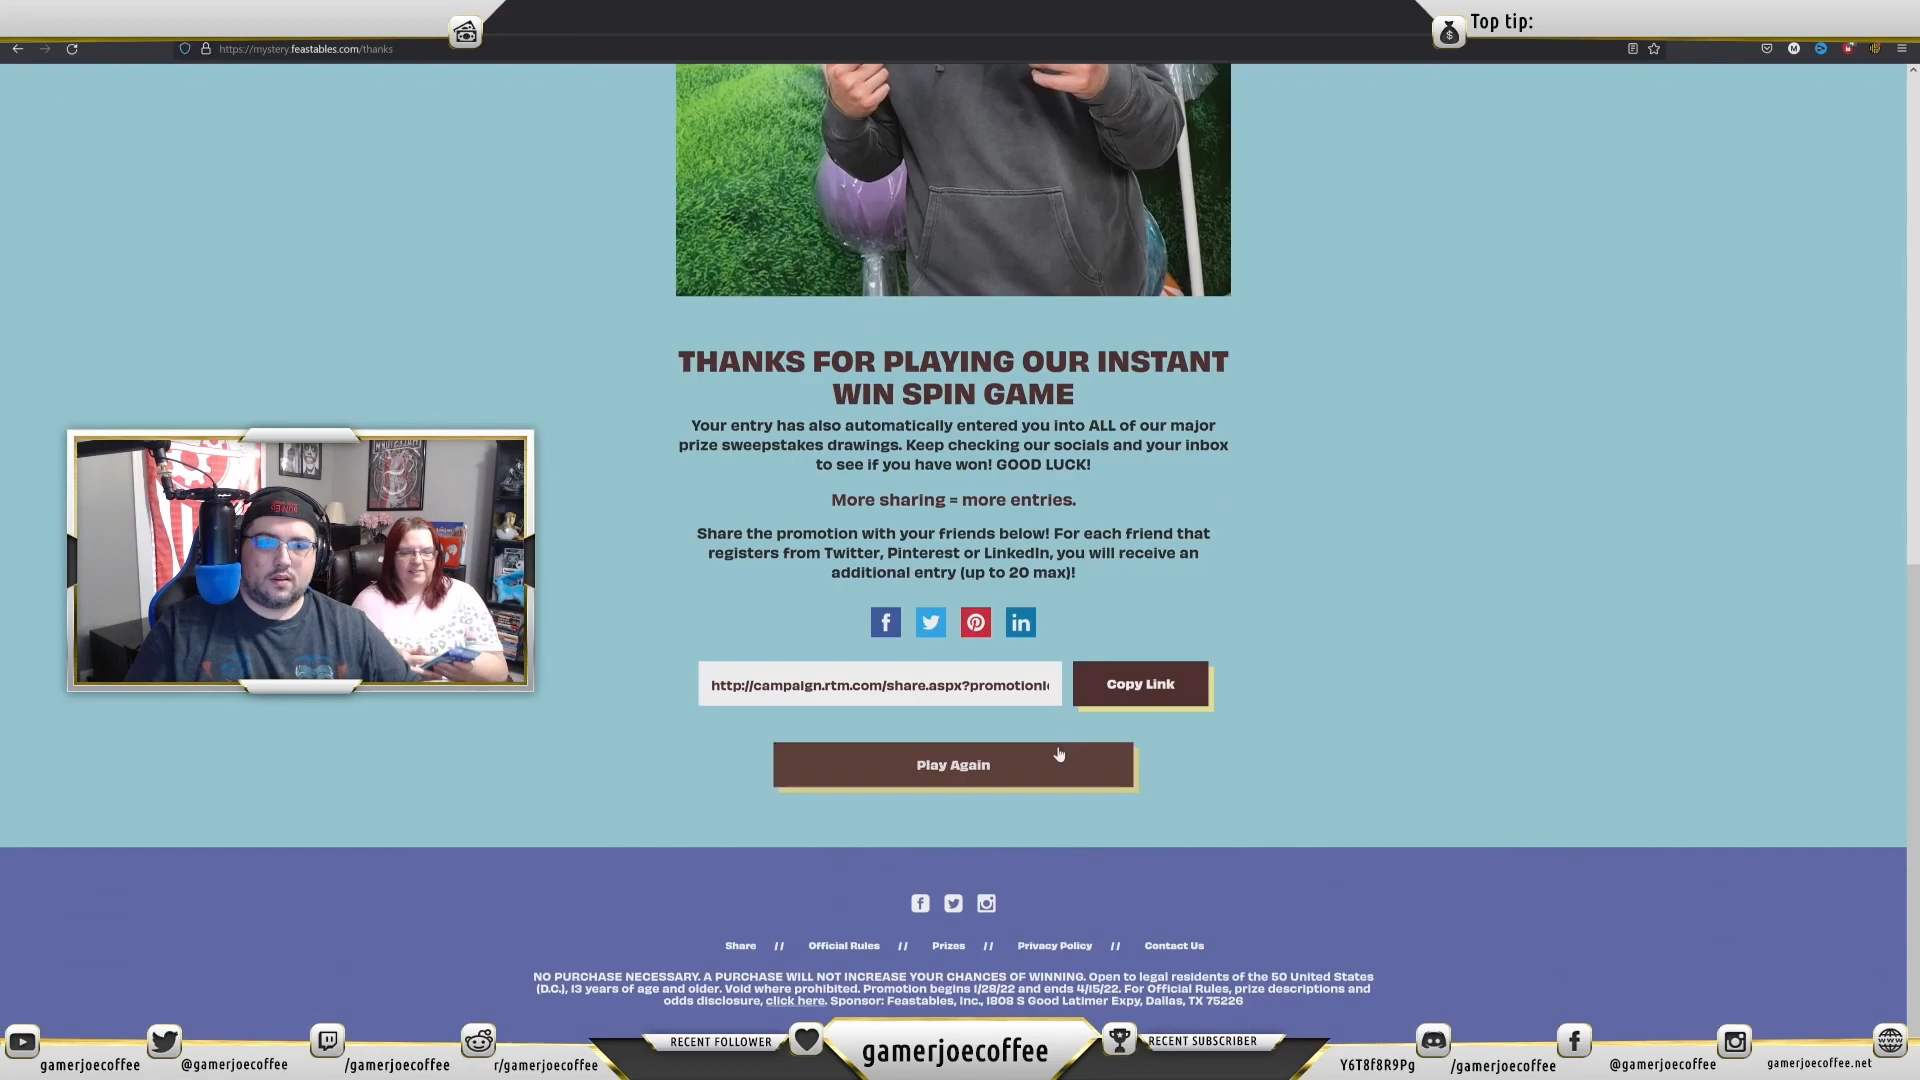 Top tip:
https://mystery.feastables.com/thanks
THANKS FOR PLAYING OUR INSTANT
WIN SPIN GAME
Your entry has also automatically entered you into ALL of our major
prize sweepstakes drawings. Keep checking our socials and your inbox
to see if you have won! GOOD LUCK!
More sharing = more entries.
Share the promotion with your friends below! For each friend that
registers from Twitter, Pinterest or LinkedIn, you will receive an
additional entry (up to 20 max)!
http://campaign.rtm.com/share.aspx?promotionI
Copy Link
Play Again
Share // Official Rules // Prizes // Privacy Policy // Contact Us
NO PURCHASE NECESSARY. A PURCHASE WILL NOT INCREASE YOUR CHANCES OF WINNING. Open to legal residents of the 50 United States
(D.C.), 13 years of age and older. Void where prohibited. Promotion begins 1/28/22 and ends 4/15/22. For Official Rules, prize descriptions and
odds disclosure, click here. Sponsor: Feastables, Inc., 1808 S Good Latimer Expy, Dallas, TX 75226
RECENT FOLLOWER
gamerjoecoffee
RECENT SUBSCRIBER
gamerjoecoffee
@gamerjoecoffee
/gamerjoecoffee
r/gamerjoecoffee
Y6T8f8R9Pg
/gamerjoecoffee
@gamerjoecoffee
gamerjoecoffee.net